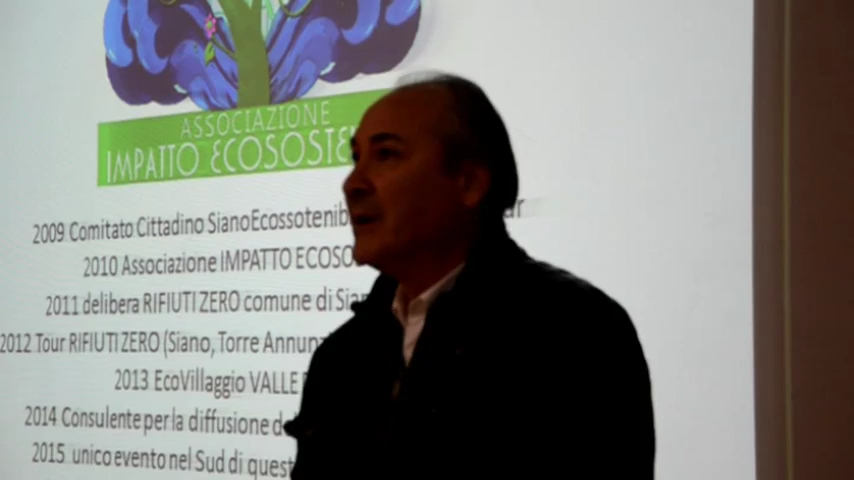 ASSOCIAZIONE
IMPATTO ECOSOSTE
2009 Comitato Cittadino SianoEcossotenib
2010 Associazione IMPATTO ECOSO
2011 delibera RIFIUTI ZERO comune di Sian
2012 Tour RIFIUTI ZERO (Siano, Torre Annunz
2013 EcoVillaggio VALLE
2014 Consulente per la diffusione d
2015 unico evento nel Sud di quest